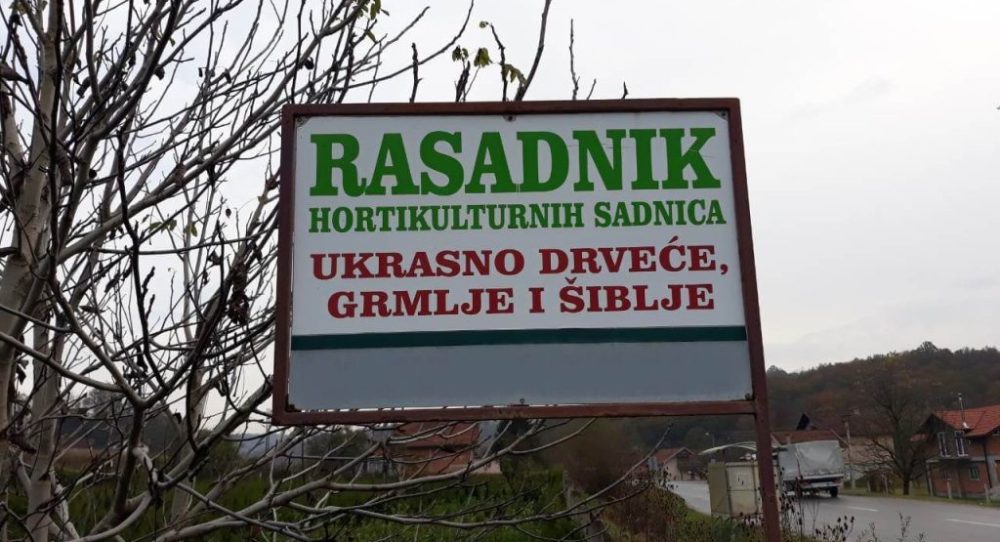 RASADNIK
HORTIKULTURNIH SADNICA
UKRASNO DRVEĆE,
GRMLJE I ŠIBLJE